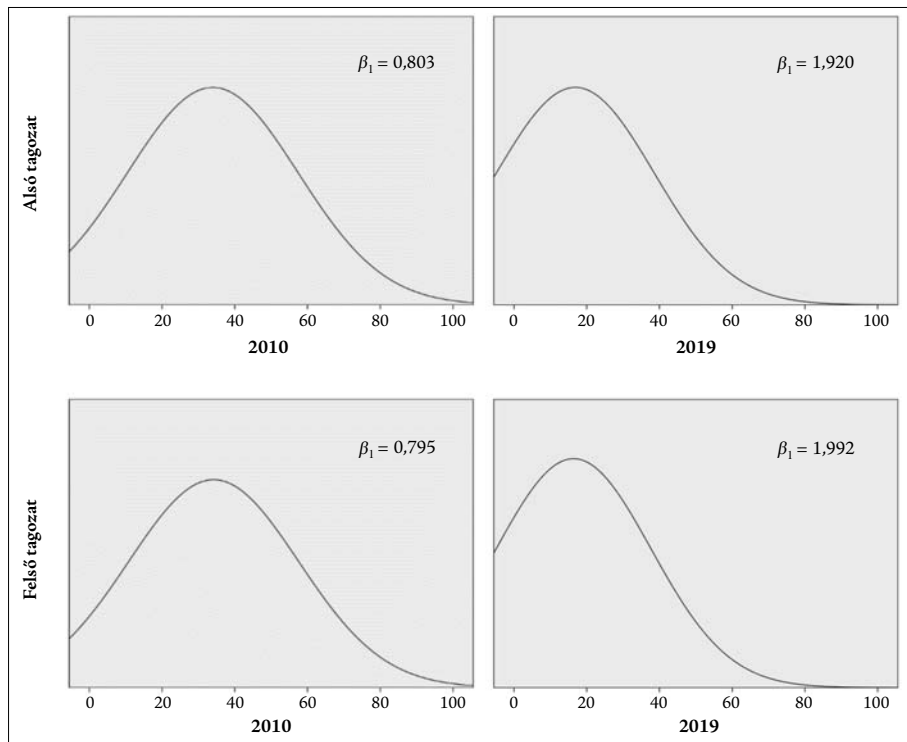 Alsó tagozat
β₁ = 0,803
0 20 40 60 80 100
2010
β₁ = 1,920
0 20 40 60 80 100
2019
Felső tagozat
β₁ = 0,795
0 20 40 60 80 100
2010
β₁ = 1,992
0 20 40 60 80 100
2019